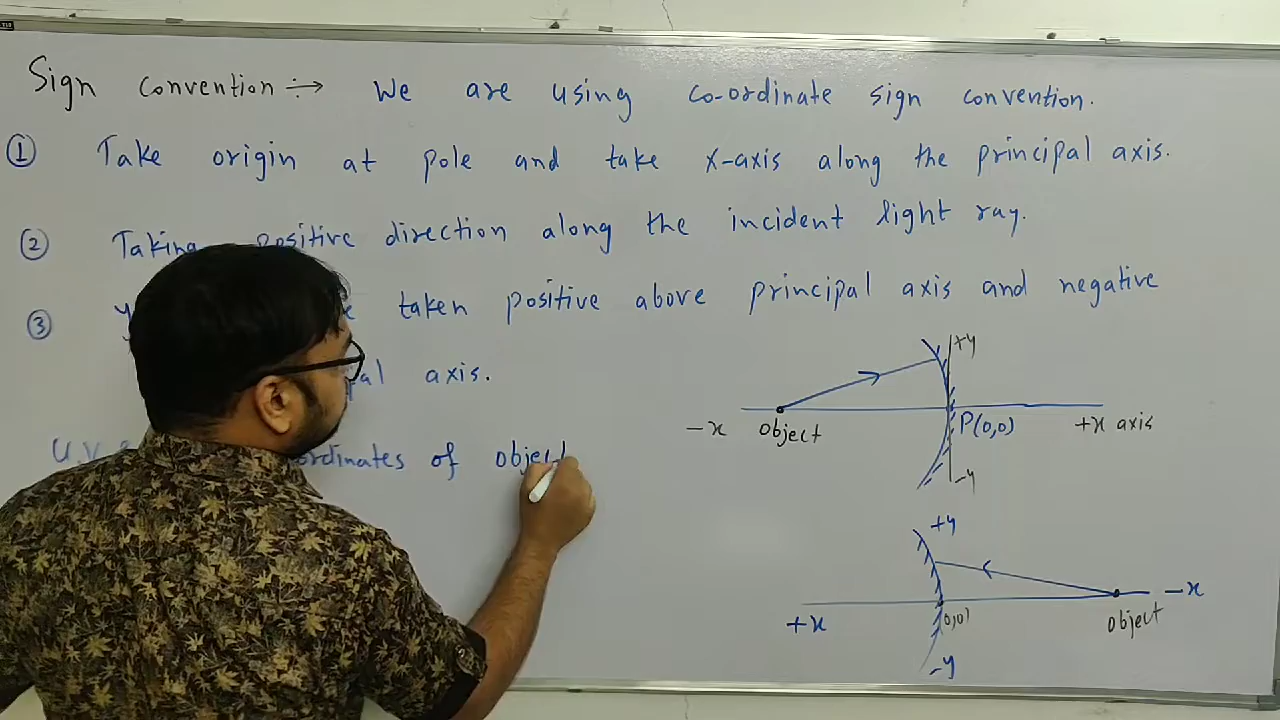 Sign Convention :→ We are using co-ordinate sign convention.
① Take origin at pole and take x-axis along the principal axis.
② Taking positive direction along the incident light ray.
③ taken positive above principal axis and negative
axis.
U.V of object
+y
P(0,0)
-x object +x axis
-y
+y
-x
+x (0,0) object
-y